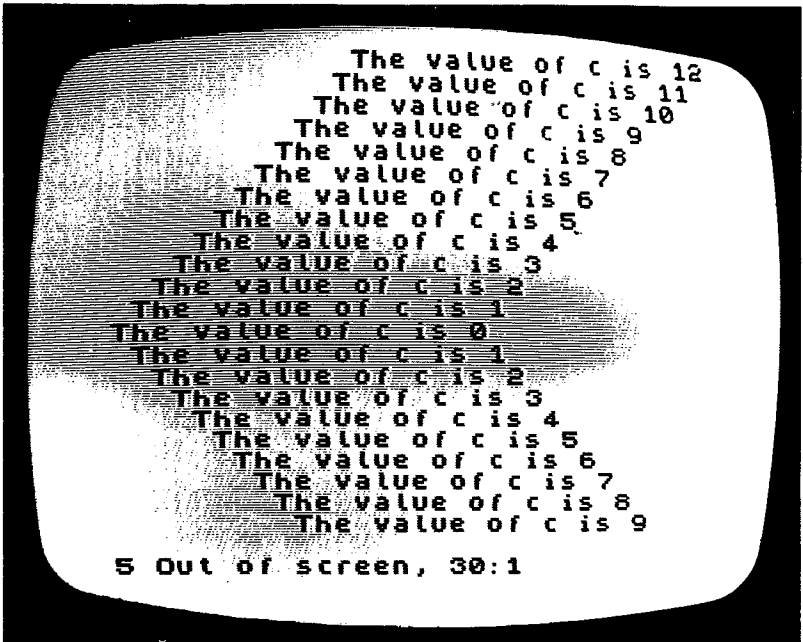 The value of c is 12
The value of c is 11
The value of c is 10
The value of c is 9
The value of c is 8
The value of c is 7
The value of c is 6
The value of c is 5
The value of c is 4
The value of c is 3
The value of c is 2
The value of c is 1
The value of c is 0
The value of c is 1
The value of c is 2
The value of c is 3
The value of c is 4
The value of c is 5
The value of c is 6
The value of c is 7
The value of c is 8
The value of c is 9
5 Out of screen, 30:1